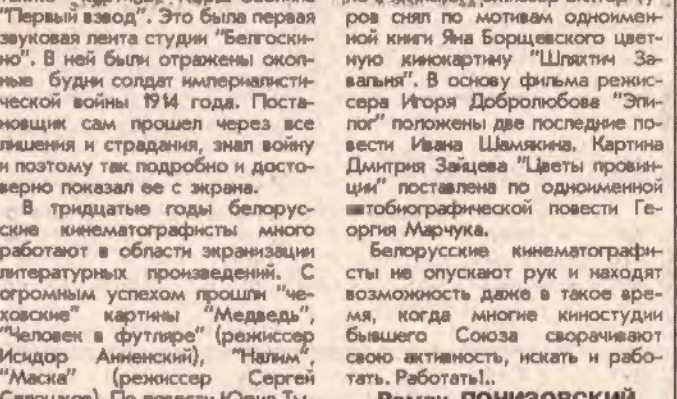 "Первый взвод". Это была первая
звуковая лента студии "Белгоски-
но". В ней были отражены окоп-
ные будни солдат империалисти-
ческой войны 1914 года. Поста-
новщик сам прошел через все
лишения и страдания, знал войну
и поэтому так подробно и досто-
верно показал ее с экрана.
В тридцатые годы белорус-
ские кинематографисты много
работают в области экранизации
литературных произведений. С
огромным успехом прошли "че-
ховские" картины "Медведь",
"Человек в футляре" (режиссер
Исидор Анненский), "Налим",
"Маска" (режиссер Сергей
По повести Юрия Ты-
ров снял по мотивам одноимен-
ной книги Яна Борщевского цвет-
ную кинокартину "Шляхтич За-
вальня". В основу фильма режис-
сера Игоря Добролюбова "Эпи-
лог" положены две последние по-
вести Ивана Шамякина. Картина
Дмитрия Зайцева "Цветы провин-
ции" поставлена по одноименной
автобиографической повести Ге-
оргия Марчука.
Белорусские кинематографи-
сты не опускают рук и находят
возможность даже в такое вре-
мя, когда многие киностудии
бывшего Союза сворачивают
свою активность, искать и рабо-
тать. Работать!..
Роман ПОНИЗОВСКИЙ